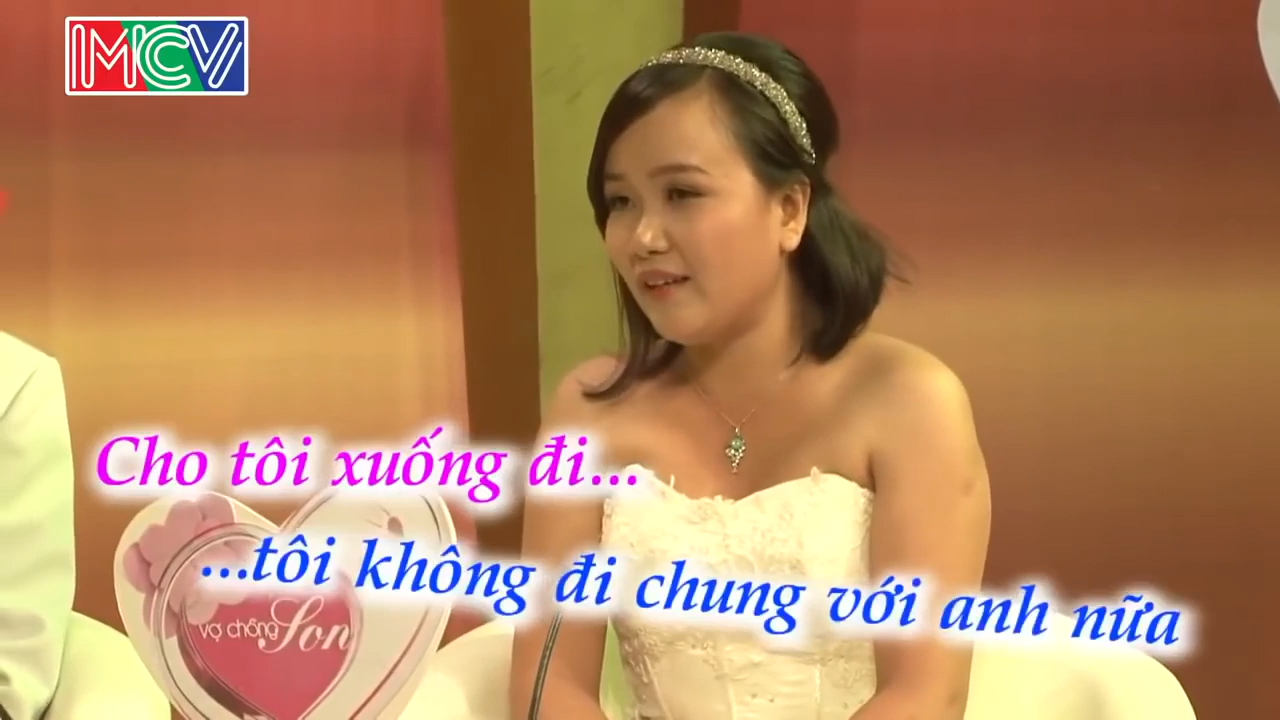 MCV
Cho tôi xuống đi...
...tôi không đi chung với anh nữa
vợ chồng Son